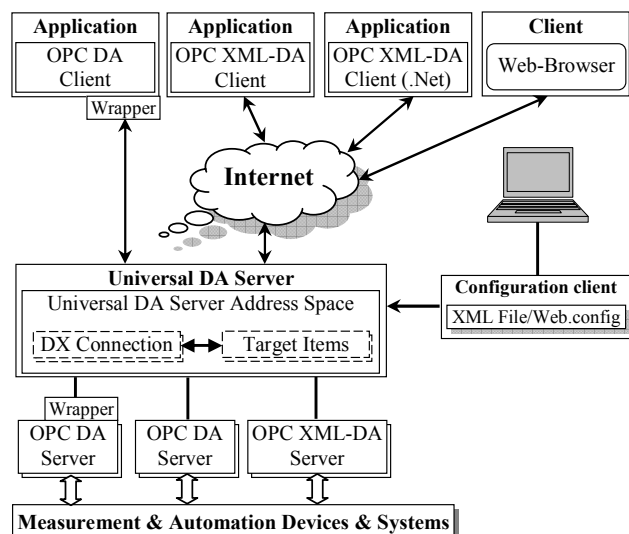 Application
OPC DA
Client
Wrapper
Application
OPC XML-DA
Client
Application
OPC XML-DA
Client (.Net)
Client
Web-Browser
Internet
Universal DA Server
Universal DA Server Address Space
DX Connection
Target Items
Configuration client
XML File/Web.config
Wrapper
OPC DA
Server
OPC DA
Server
OPC XML-DA
Server
Measurement & Automation Devices & Systems